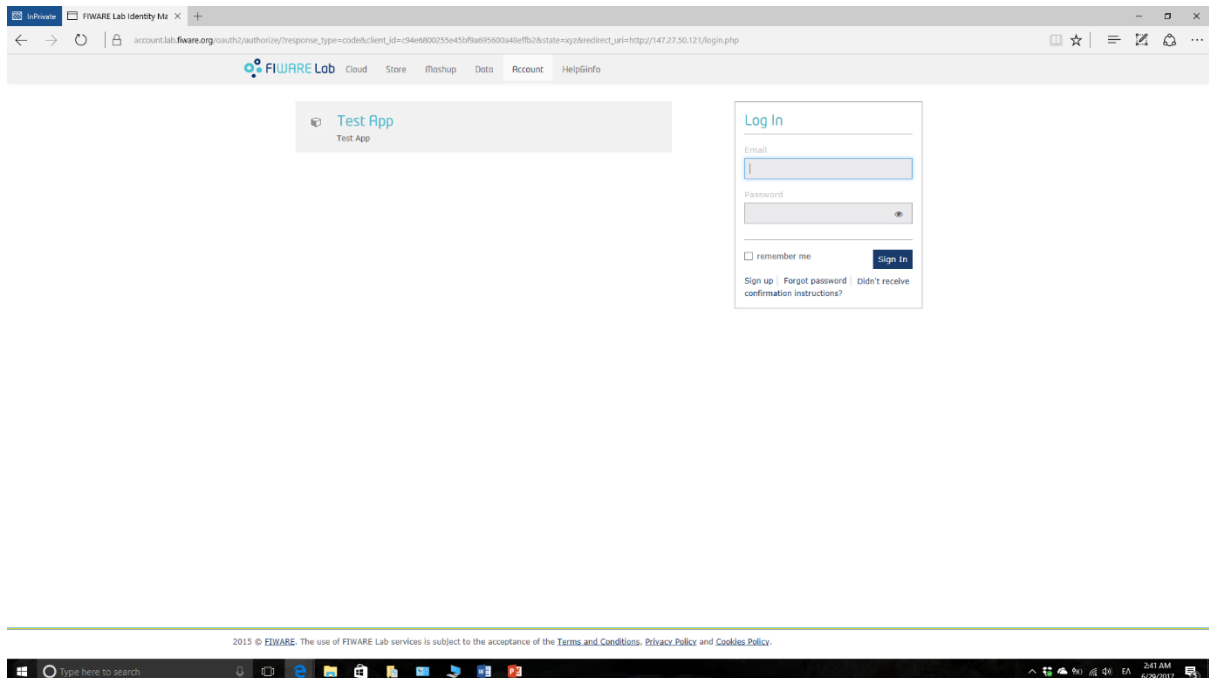 InPrivate FIWARE Lab Identity Ma
account.lab.fiware.org/oauth2/authorize/?response_type=code&client_id=c94e6800255e45bf9a695600a48effb2&state=xyz&redirect_uri=http://147.27.50.121/login.php
FIWARE Lab Cloud Store Mashup Data Account Help&info
Test App
Test App
Log In
Email
Password
remember me
Sign In
Sign up Forgot password Didn't receive
confirmation instructions?
2015 © FIWARE. The use of FIWARE Lab services is subject to the acceptance of the Terms and Conditions, Privacy Policy and Cookies Policy.
Type here to search
ΕΛ
2:41 AM
6/29/2017